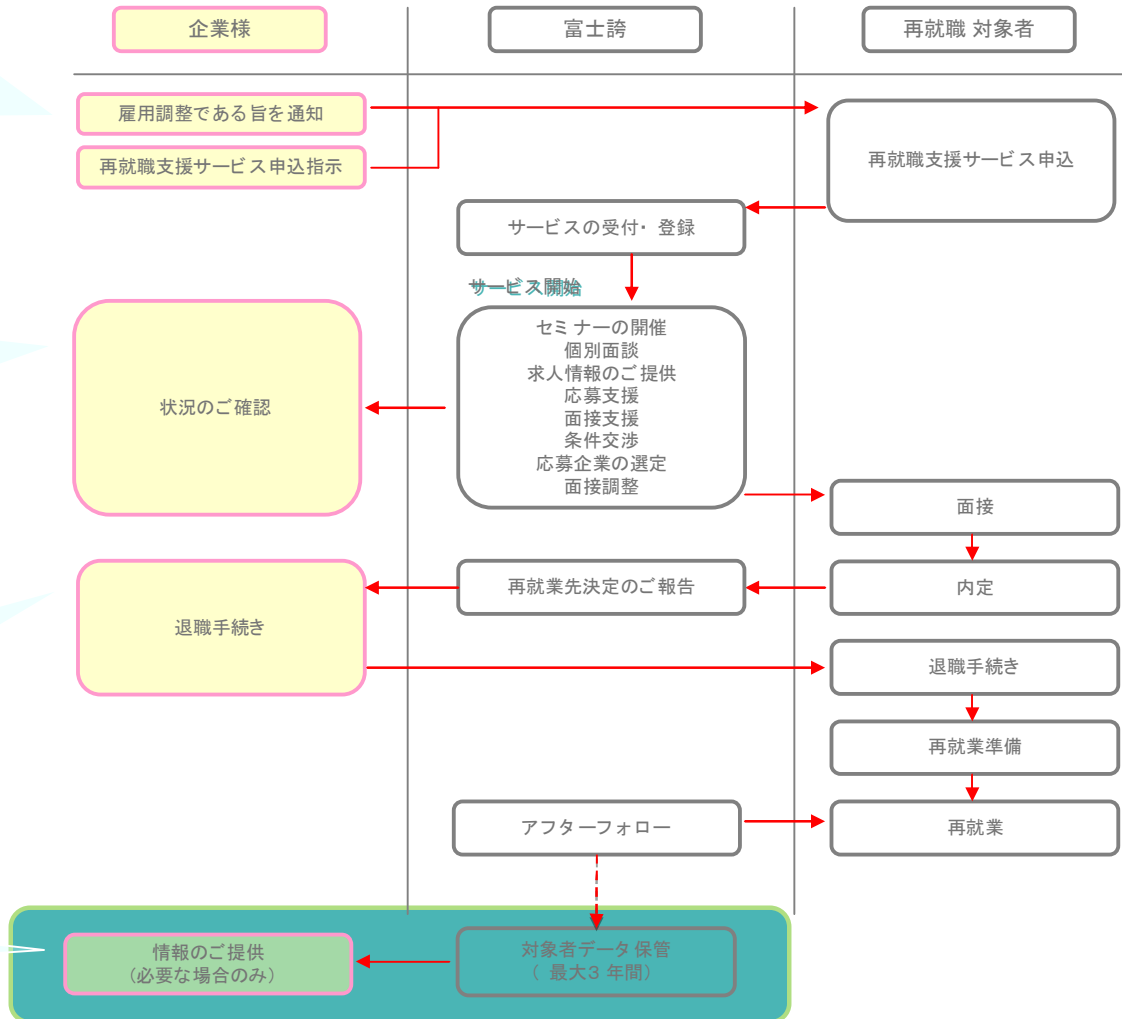 企業様
富士誇
再就職 対象者
雇用調整である旨を通知
再就職支援サービス申込指示
再就職支援サービス申込
サービスの受付・ 登録
サービス開始
セミナーの開催
個別面談
求人情報のご提供
応募支援
面接支援
条件交渉
応募企業の選定
面接調整
状況のご確認
面接
再就業先決定のご報告
内定
退職手続き
退職手続き
再就業準備
アフターフォロー
再就業
情報のご提供
（必要な場合のみ）
対象者データ保管
（ 最大3 年間）